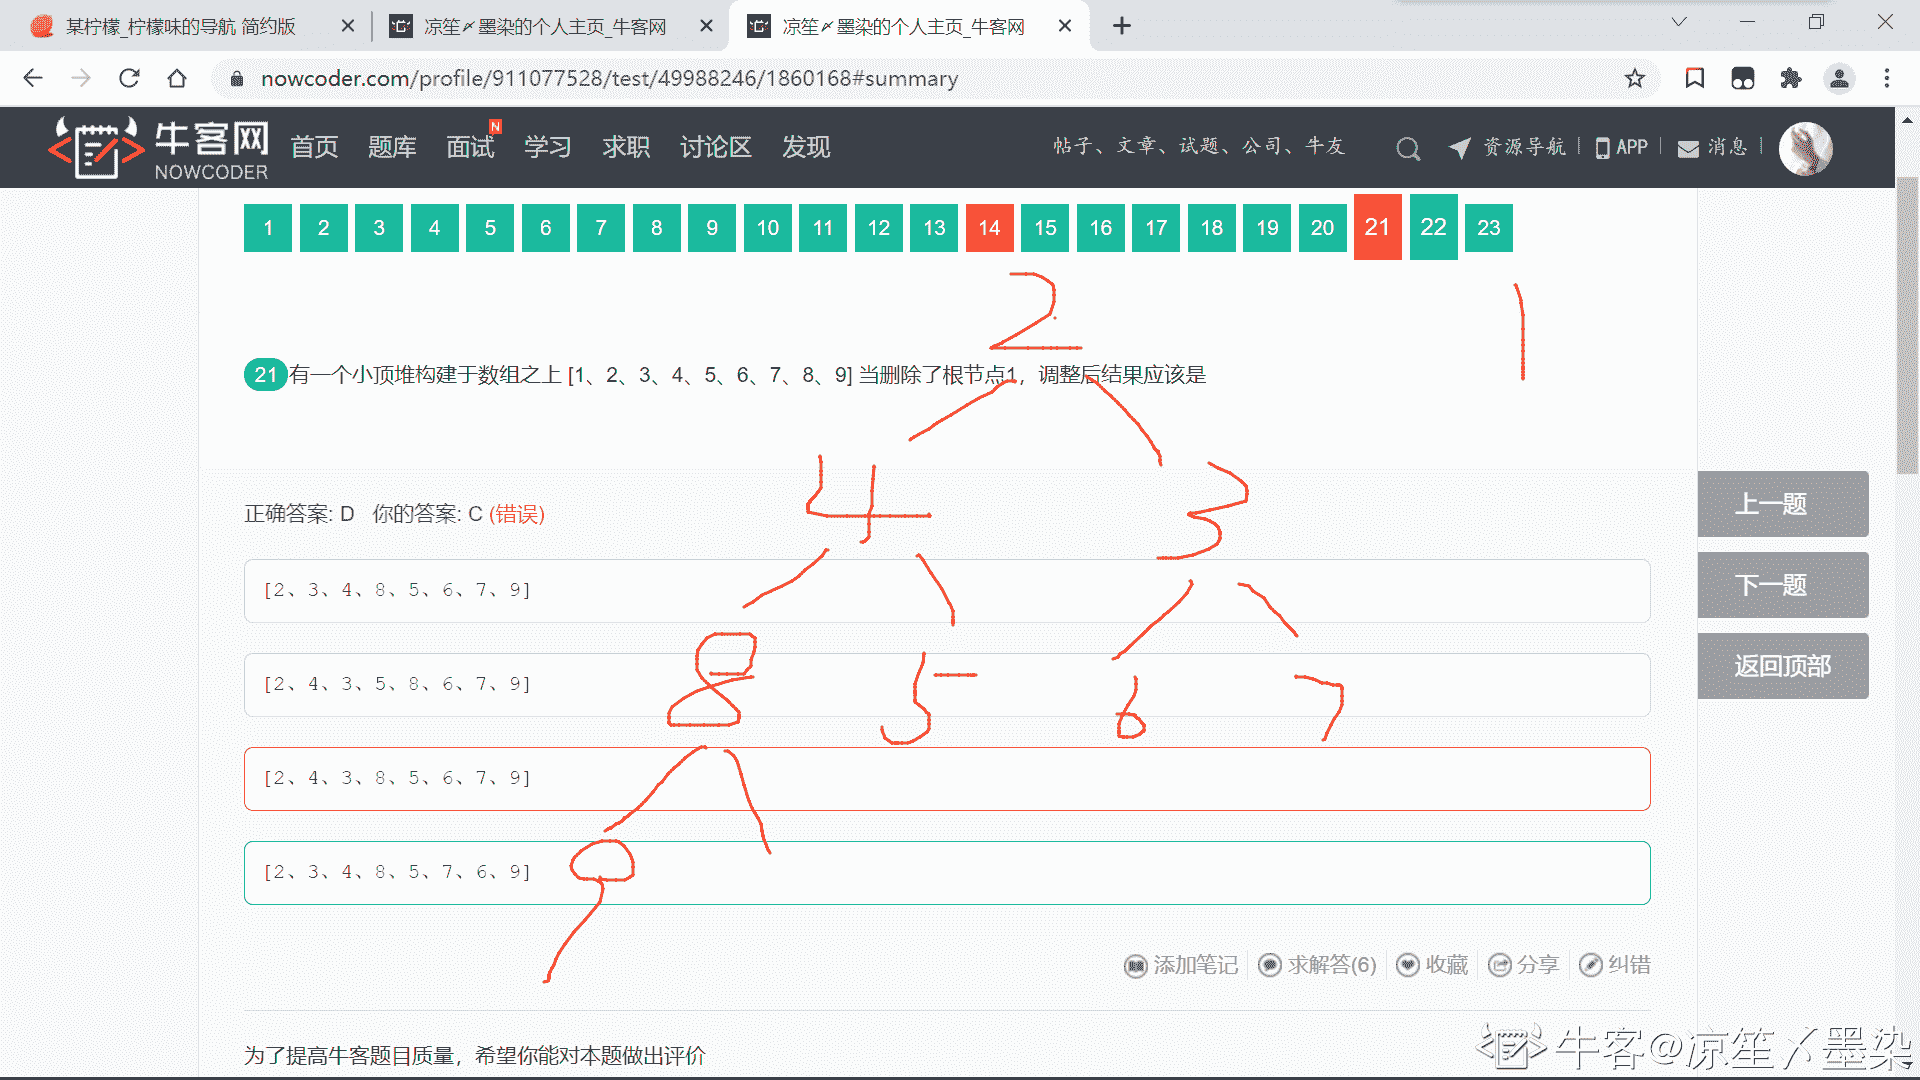 某柠檬_柠檬味的导航 简约版
凉笙〆墨染的个人主页_牛客网
凉笙〆墨染的个人主页_牛客网
nowcoder.com/profile/911077528/test/49988246/1860168#summary
牛客网 NOWCODER 首页 题库 面试 N 学习 求职 讨论区 发现 帖子、文章、试题、公司、牛友 资源导航 APP 消息
1 2 3 4 5 6 7 8 9 10 11 12 13 14 15 16 17 18 19 20 21 22 23
2 1
21 有一个小顶堆构建于数组之上 [1、2、3、4、5、6、7、8、9] 当删除了根节点1，调整后结果应该是
4 3
正确答案: D 你的答案: C (错误)
上一题
[2、3、4、8、5、6、7、9]
下一题
8 5 6 7
[2、4、3、5、8、6、7、9]
返回顶部
[2、4、3、8、5、6、7、9]
9
[2、3、4、8、5、7、6、9]
添加笔记 求解答(6) 收藏 分享 纠错
为了提高牛客题目质量，希望你能对本题做出评价
牛客@凉笙〆墨染